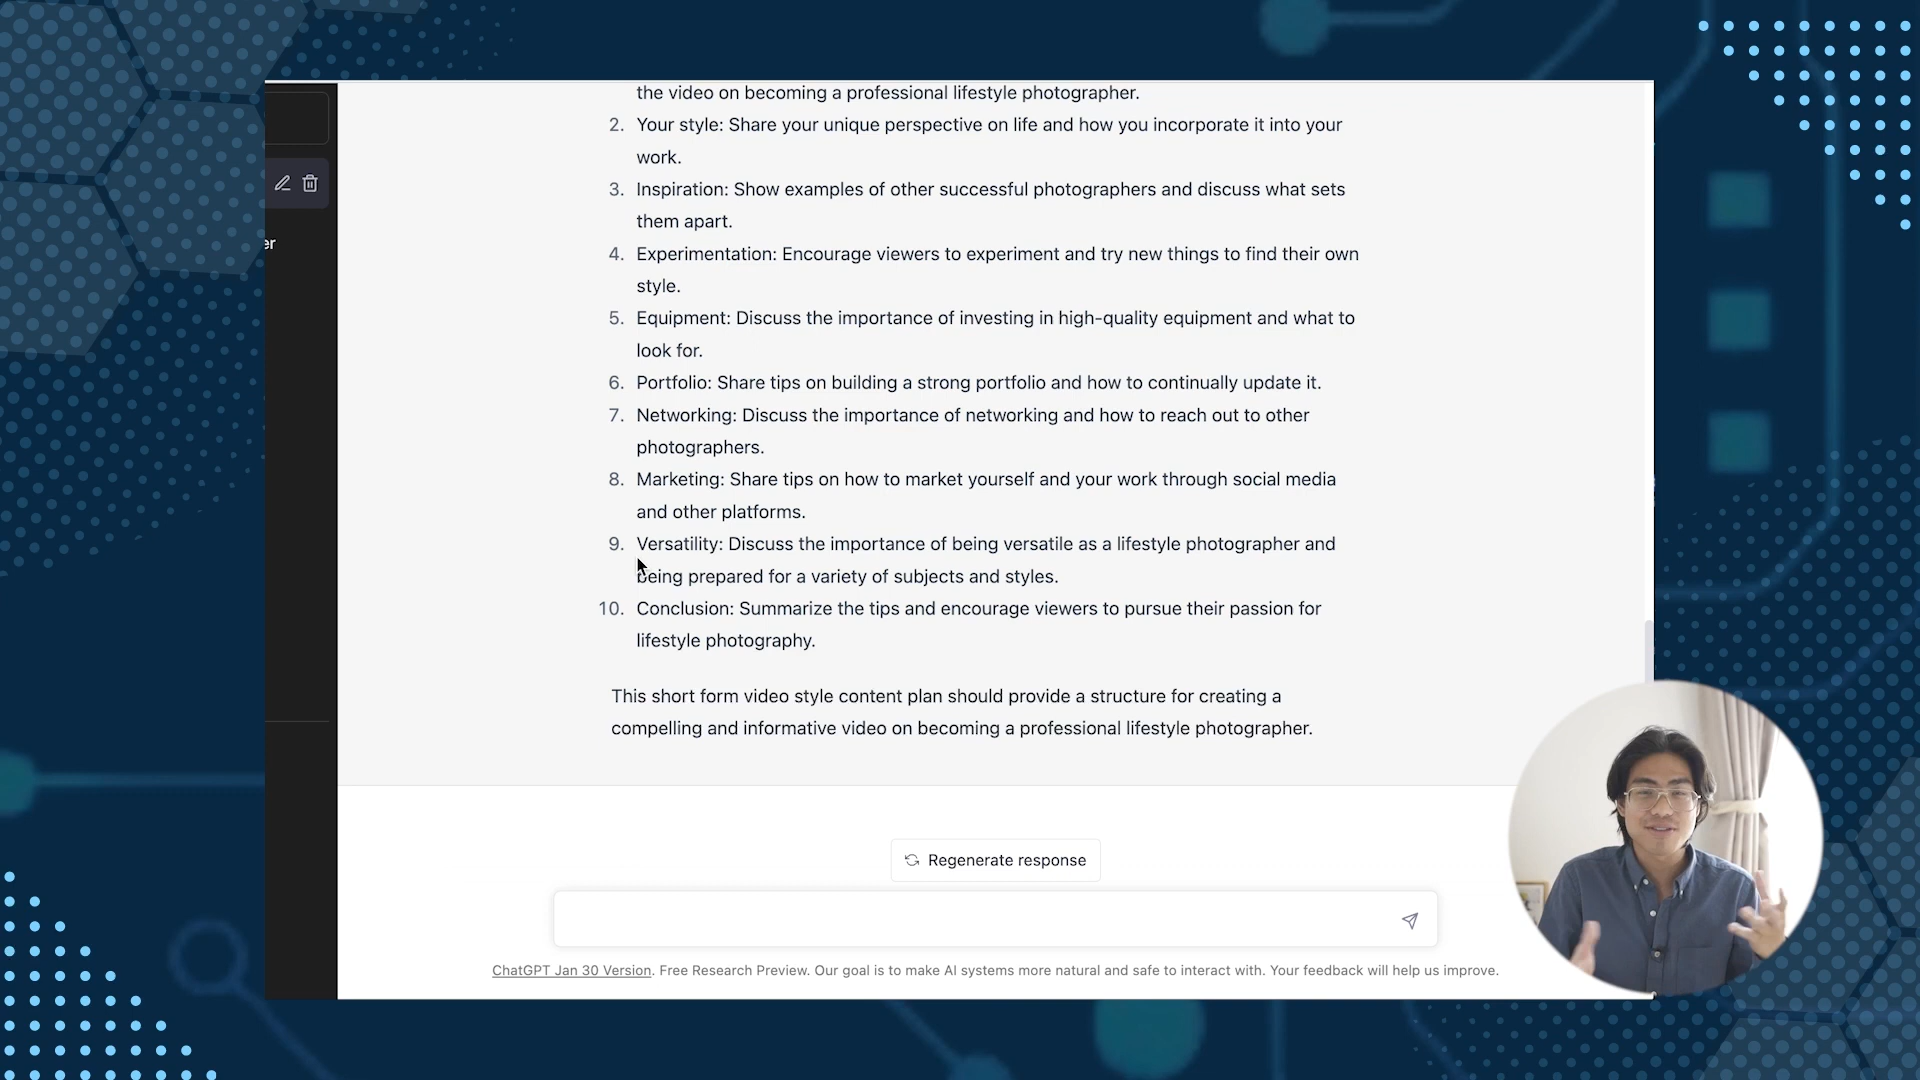 the video on becoming a professional lifestyle photographer.
2. Your style: Share your unique perspective on life and how you incorporate it into your
work.
3. Inspiration: Show examples of other successful photographers and discuss what sets
them apart.
er
4. Experimentation: Encourage viewers to experiment and try new things to find their own
style.
5. Equipment: Discuss the importance of investing in high-quality equipment and what to
look for.
6. Portfolio: Share tips on building a strong portfolio and how to continually update it.
7. Networking: Discuss the importance of networking and how to reach out to other
photographers.
8. Marketing: Share tips on how to market yourself and your work through social media
and other platforms.
9. Versatility: Discuss the importance of being versatile as a lifestyle photographer and
being prepared for a variety of subjects and styles.
10. Conclusion: Summarize the tips and encourage viewers to pursue their passion for
lifestyle photography.
This short form video style content plan should provide a structure for creating a
compelling and informative video on becoming a professional lifestyle photographer.
Regenerate response
ChatGPT Jan 30 Version. Free Research Preview. Our goal is to make AI systems more natural and safe to interact with. Your feedback will help us improve.